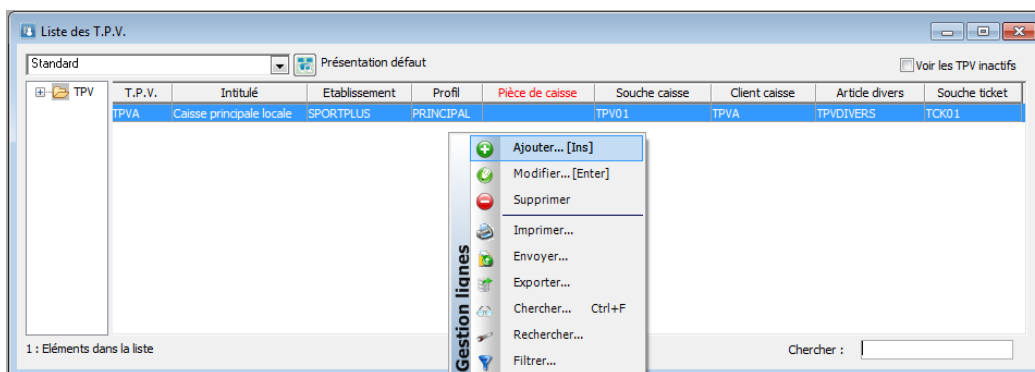 Liste des T.P.V.
Standard Présentation défaut Voir les TPV inactifs
TPV T.P.V. Intitulé Etablissement Profil Pièce de caisse Souche caisse Client caisse Article divers Souche ticket
TPVA Caisse principale locale SPORTPLUS PRINCIPAL TPV01 TPVA TPVDIVERS TCK01
Ajouter... [Ins]
Modifier... [Enter]
Supprimer
Imprimer...
Envoyer...
Exporter...
Chercher... Ctrl+F
Rechercher...
Filtrer...
Gestion lignes
1 : Eléments dans la liste Chercher :